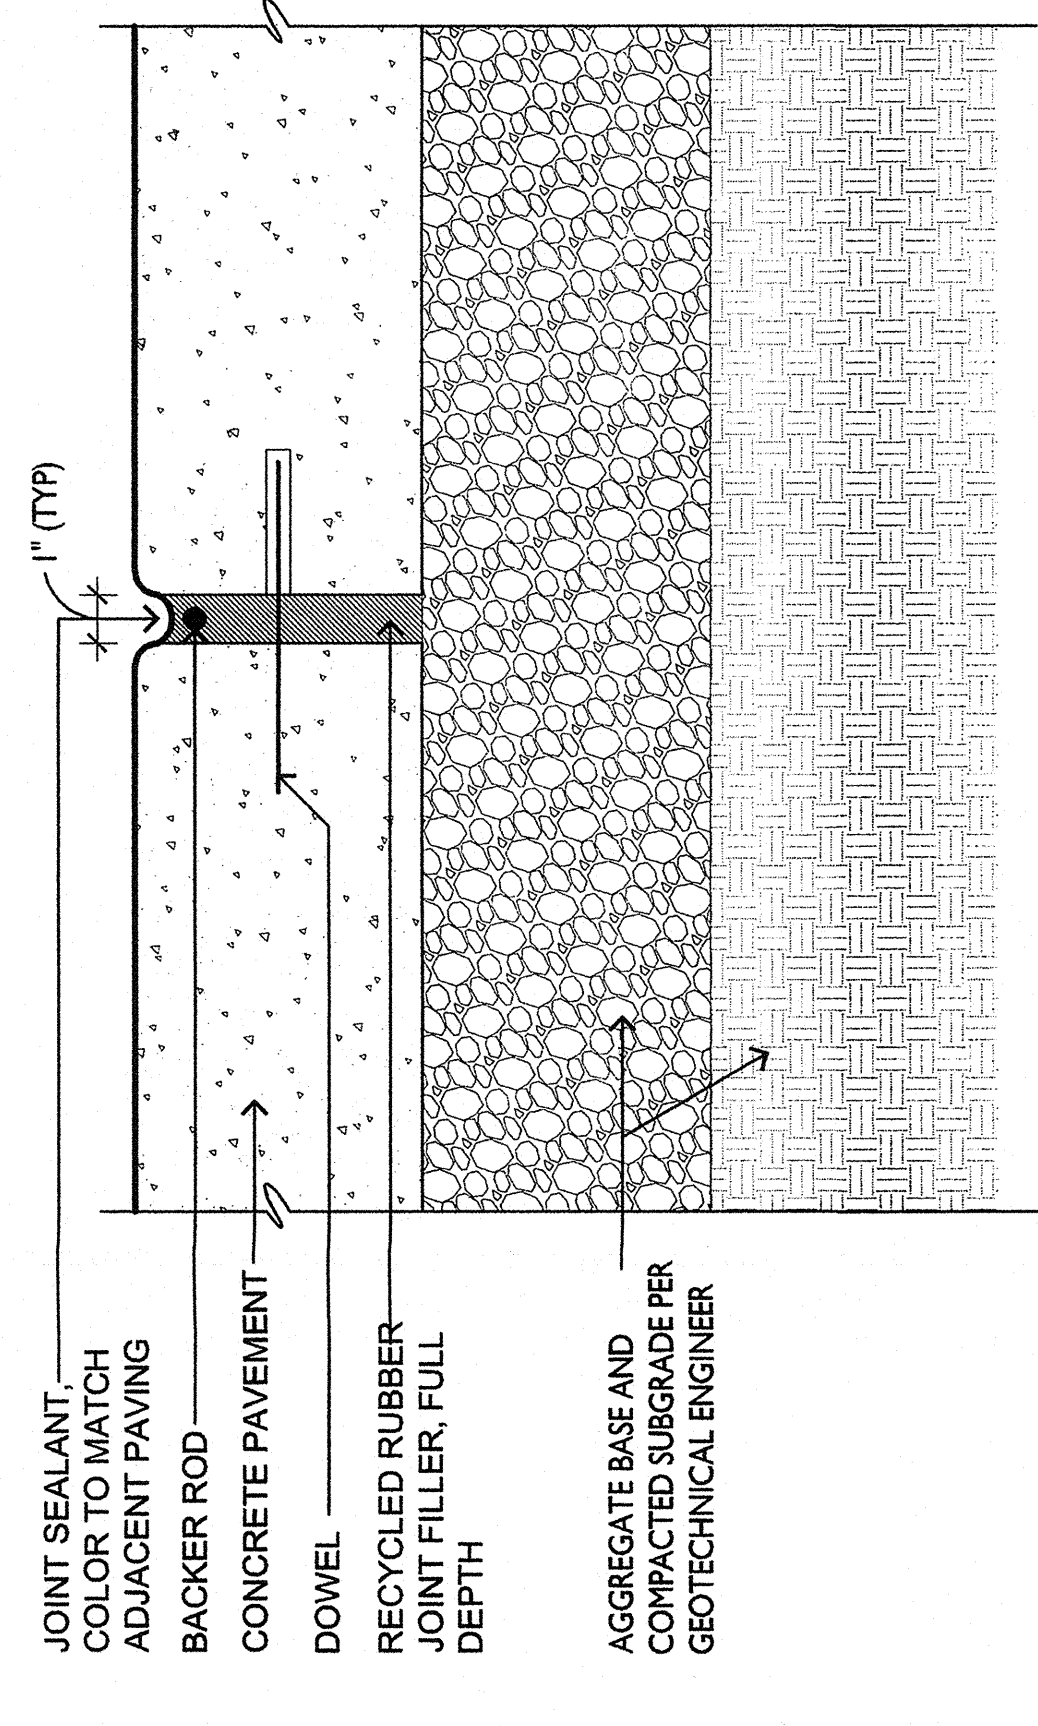 1" (TYP)
JOINT SEALANT,
COLOR TO MATCH
ADJACENT PAVING
BACKER ROD
CONCRETE PAVEMENT
DOWEL
RECYCLED RUBBER
JOINT FILLER, FULL
DEPTH
AGGREGATE BASE AND
COMPACTED SUBGRADE PER
GEOTECHNICAL ENGINEER